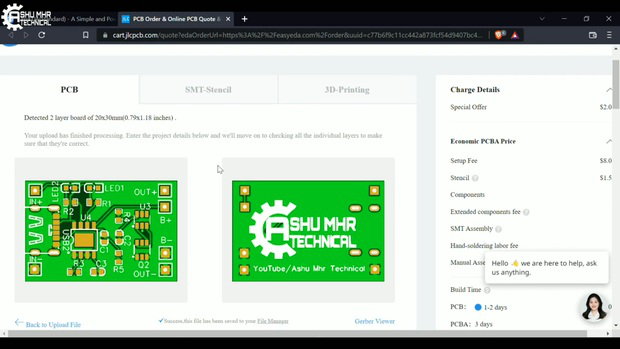 ASHU MHR
TECHNICAL
PCB Order & Online PCB Quote &
cart.jlcpcb.com/quote?edaOrderUrl=https%3A%2F%2Feasyeda.com%2Forder&uuid=c77b6f9c11cc442a873fcf54d9407bc4...
PCB
SMT-Stencil
3D-Printing
Charge Details
Special Offer
$2.0
Detected 2 layer board of 20x30mm(0.79x1.18 inches) .
Your upload has finished processing. Enter the project details below and we'll move on to checking all the individual layers to make
sure that they're correct.
Economic PCBA Price
Setup Fee
$8.0
Stencil
$1.5
Components
Extended components fee
SMT Assembly
Hand-soldering labor fee
Manual Asse
Hello 👋 we are here to help, ask
us anything.
Build Time
PCB:
1-2 days
PCBA:
3 days
LED2
LED1
OUT+
IN+
R2
R1
U3
U4
R4
B+
USB
C1
C2
B-
IN-
R3
C3
R5
Q2
OUT-
ASHU MHR
TECHNICAL
YouTube/Ashu Mhr Technical
Back to Upload File
Success,this file has been saved to your File Manager
Gerber Viewer